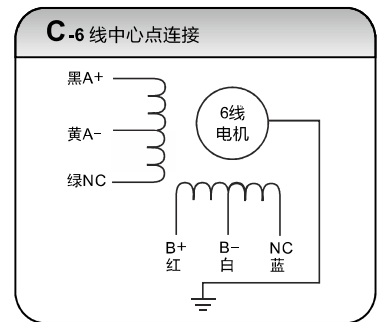 C-6 线中心点连接
黑A+
黄A-
绿NC
6线
电机
B+ B- NC
红 白 蓝